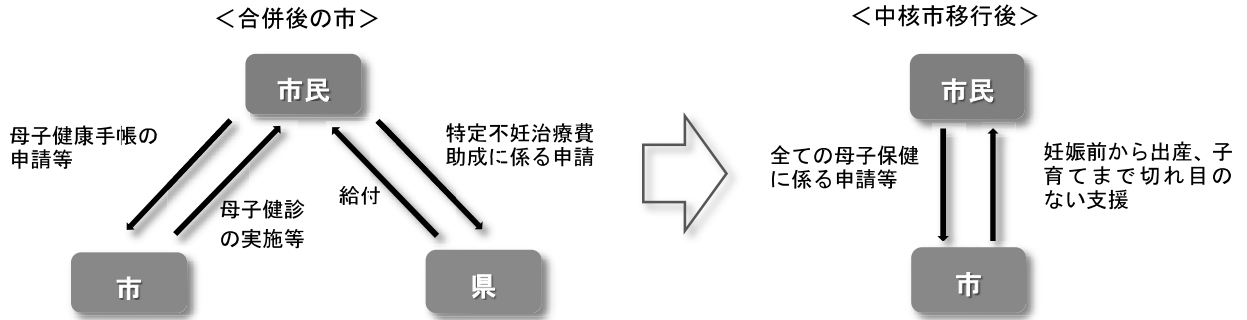 ＜合併後の市＞
市民
母子健康手帳の
申請等
母子健診
の実施等
給付
特定不妊治療費
助成に係る申請
市
県
＜中核市移行後＞
市民
全ての母子保健
に係る申請等
妊娠前から出産、子
育てまで切れ目の
ない支援
市